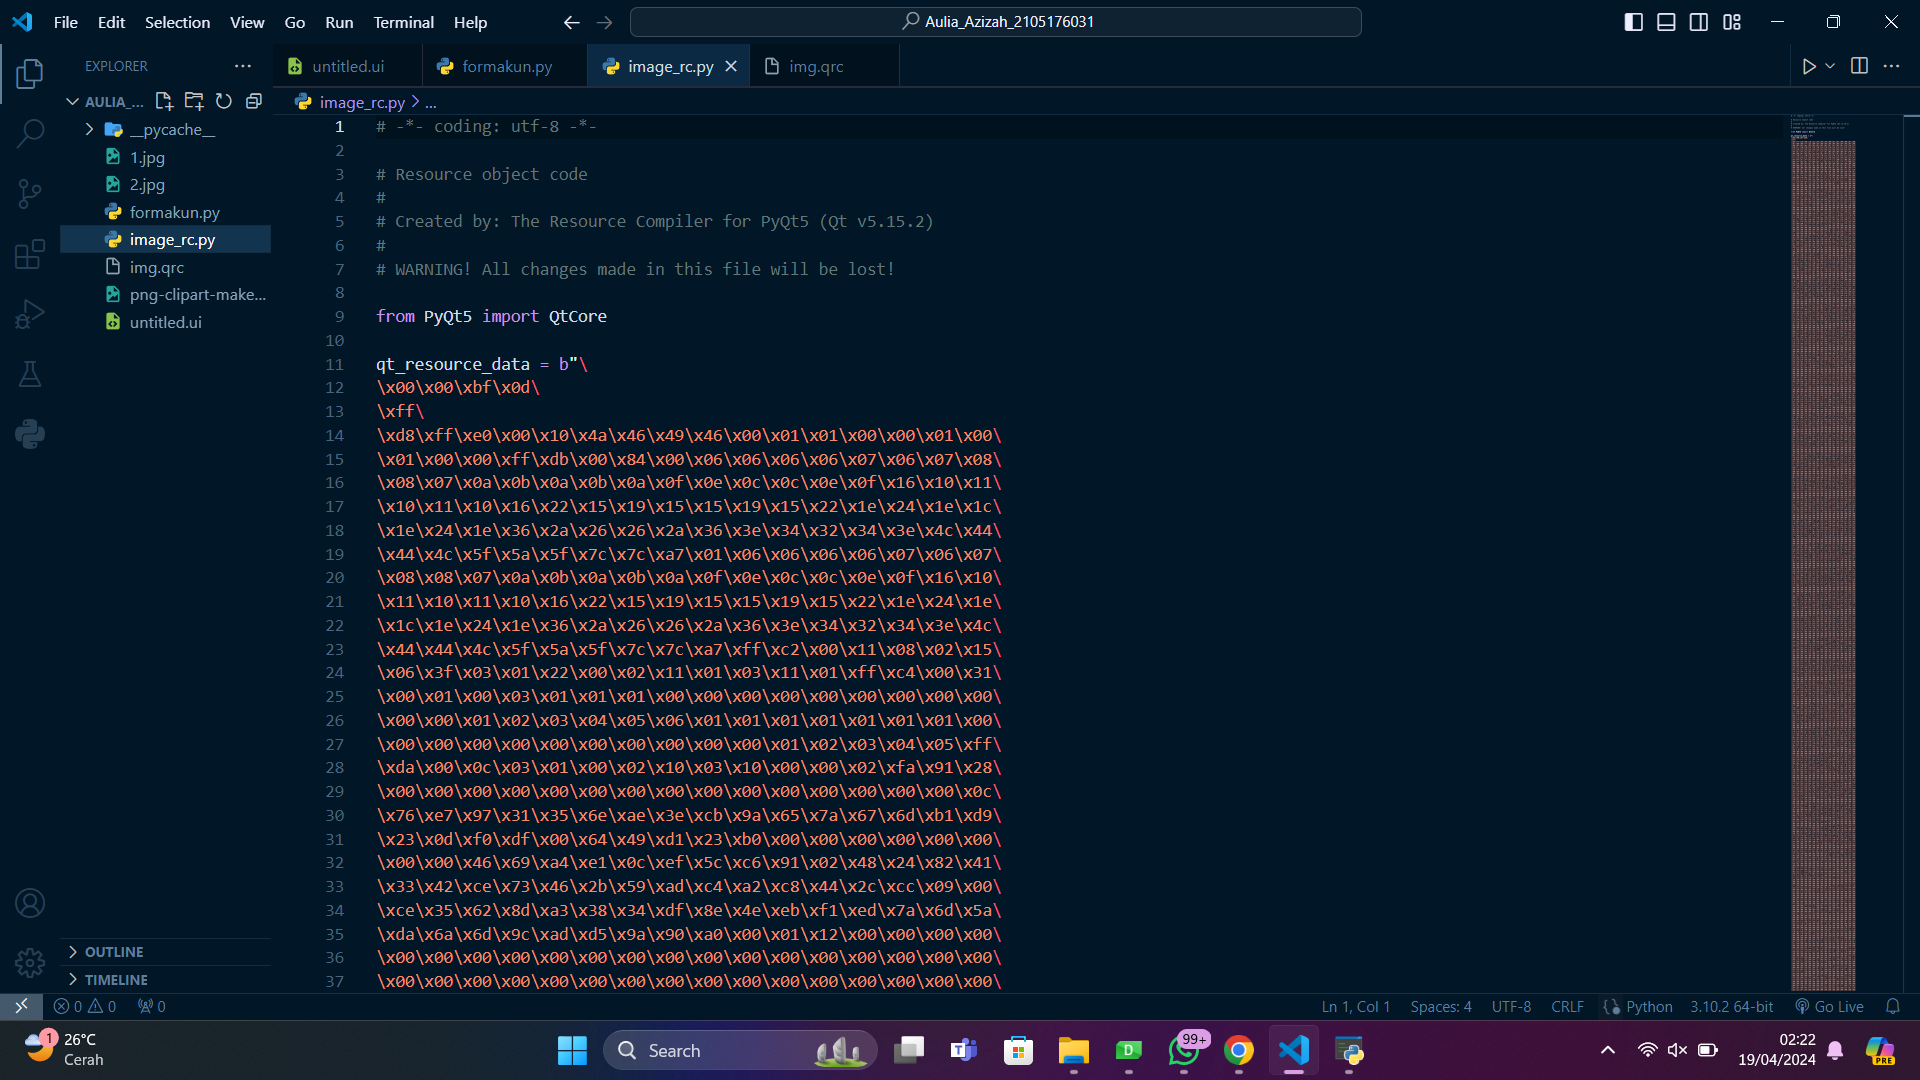 File Edit Selection View Go Run Terminal Help
Aulia_Azizah_2105176031
EXPLORER
untitled.ui
formakun.py
image_rc.py
img.qrc
AULIA_...
image_rc.py > ...
__pycache__
1.jpg
2.jpg
formakun.py
image_rc.py
img.qrc
png-clipart-make...
untitled.ui
OUTLINE
TIMELINE
1 # -*- coding: utf-8 -*-
2
3 # Resource object code
4 #
5 # Created by: The Resource Compiler for PyQt5 (Qt v5.15.2)
6 #
7 # WARNING! All changes made in this file will be lost!
8
9 from PyQt5 import QtCore
10
11 qt_resource_data = b"\
12 \x00\x00\xbf\x0d\
13 \xff\
14 \xd8\xff\xe0\x00\x10\x4a\x46\x49\x46\x00\x01\x01\x00\x00\x01\x00\
15 \x01\x00\x00\xff\xdb\x00\x84\x00\x06\x06\x06\x06\x07\x06\x07\x08\
16 \x08\x07\x0a\x0b\x0a\x0b\x0a\x0f\x0e\x0c\x0c\x0e\x0f\x16\x10\x11\
17 \x10\x11\x10\x16\x22\x15\x19\x15\x15\x19\x15\x22\x1e\x24\x1e\x1c\
18 \x1e\x24\x1e\x36\x2a\x26\x26\x2a\x36\x3e\x34\x32\x34\x3e\x4c\x44\
19 \x44\x4c\x5f\x5a\x5f\x7c\x7c\xa7\x01\x06\x06\x06\x06\x07\x06\x07\
20 \x08\x08\x07\x0a\x0b\x0a\x0b\x0a\x0f\x0e\x0c\x0c\x0e\x0f\x16\x10\
21 \x11\x10\x11\x10\x16\x22\x15\x19\x15\x15\x19\x15\x22\x1e\x24\x1e\
22 \x1c\x1e\x24\x1e\x36\x2a\x26\x26\x2a\x36\x3e\x34\x32\x34\x3e\x4c\
23 \x44\x44\x4c\x5f\x5a\x5f\x7c\x7c\xa7\xff\xc2\x00\x11\x08\x02\x15\
24 \x06\x3f\x03\x01\x22\x00\x02\x11\x01\x03\x11\x01\xff\xc4\x00\x31\
25 \x00\x01\x00\x03\x01\x01\x01\x00\x00\x00\x00\x00\x00\x00\x00\x00\
26 \x00\x00\x01\x02\x03\x04\x05\x06\x01\x01\x01\x01\x01\x01\x01\x00\
27 \x00\x00\x00\x00\x00\x00\x00\x00\x00\x00\x01\x02\x03\x04\x05\xff\
28 \xda\x00\x0c\x03\x01\x00\x02\x10\x03\x10\x00\x00\x02\xfa\x91\x28\
29 \x00\x00\x00\x00\x00\x00\x00\x00\x00\x00\x00\x00\x00\x00\x00\x0c\
30 \x76\xe7\x97\x31\x35\x6e\xae\x3e\xcb\x9a\x65\x7a\x67\x6d\xb1\xd9\
31 \x23\x0d\xf0\xdf\x00\x64\x49\xd1\x23\xb0\x00\x00\x00\x00\x00\x00\
32 \x00\x00\x46\x69\xa4\xe1\x0c\xef\x5c\xc6\x91\x02\x48\x24\x82\x41\
33 \x33\x42\xce\x73\x46\x2b\x59\xad\xc4\xa2\xc8\x44\x2c\xcc\x09\x00\
34 \xce\x35\x62\x8d\xa3\x38\x34\xdf\x8e\x4e\xeb\xf1\xed\x7a\x6d\x5a\
35 \xda\x6a\x6d\x9c\xad\xd5\x9a\x90\xa0\x00\x01\x12\x00\x00\x00\x00\
36 \x00\x00\x00\x00\x00\x00\x00\x00\x00\x00\x00\x00\x00\x00\x00\x00\
37 \x00\x00\x00\x00\x00\x00\x00\x00\x00\x00\x00\x00\x00\x00\x00\x00\
0 0 0
Ln 1, Col 1 Spaces: 4 UTF-8 CRLF Python 3.10.2 64-bit Go Live
1 26°C
Cerah
Search
99+
02:22
19/04/2024
PRE